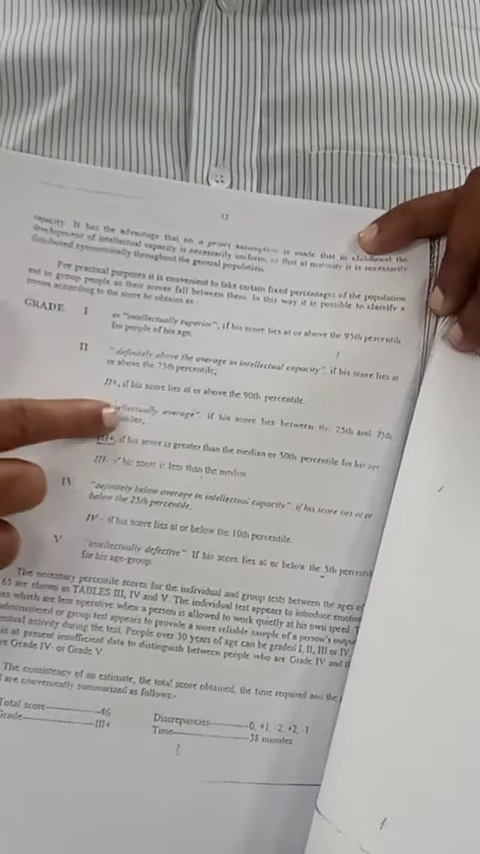 12
capacity. It has the advantage that no a priori assumption is made that in childhood the
development of intellectual capacity is necessarily uniform, or that at maturity it is necessarily
distributed symmetrically throughout the general population.
For practical purposes it is convenient to take certain fixed percentages of the population
and to group people as their scores fall between them. In this way it is possible to classify a
person according to the score he obtains as :
GRADE I
or "intellectually superior", if his score lies at or above the 95th percentile
for people of his age.
II
"definitely above the average in intellectual capacity". if his score lies at
or above the 75th percentile,
II+, if his score lies at or above the 90th percentile.
average". if his score lies between the 25th and 75th
III+, if his score is greater than the median or 50th percentile for his age
III- if his score is less than the median
IV
"definitely below average in intellectual capacity". if his score lies at or
below the 25th percentile.
IV-, if his score lies at or below the 10th percentile.
V
"intellectually defective" If his score lies at or below the 5th percentile
for his age-group.
The necessary percentile scores for the individual and group tests between the ages of
65 are shown in TABLES III, IV and V. The individual test appears to introduce
which are less operative when a person is allowed to work quietly at his own speed.
administered or group test appears to provide a more reliable sample of a person's output
activity during the test. People over 30 years of age can be graded I, II, III or IV
is at present insufficient data to distinguish between people who are Grade IV and
Grade IV- or Grade V
The consistency of an estimate, the total score obtained, the time required and the
are conveniently summarized as follows:-
Total score---------------46 Discrepancies----------0, +1, -2, +2, -1
Grade---------------------III+ Time-------------------38 minutes